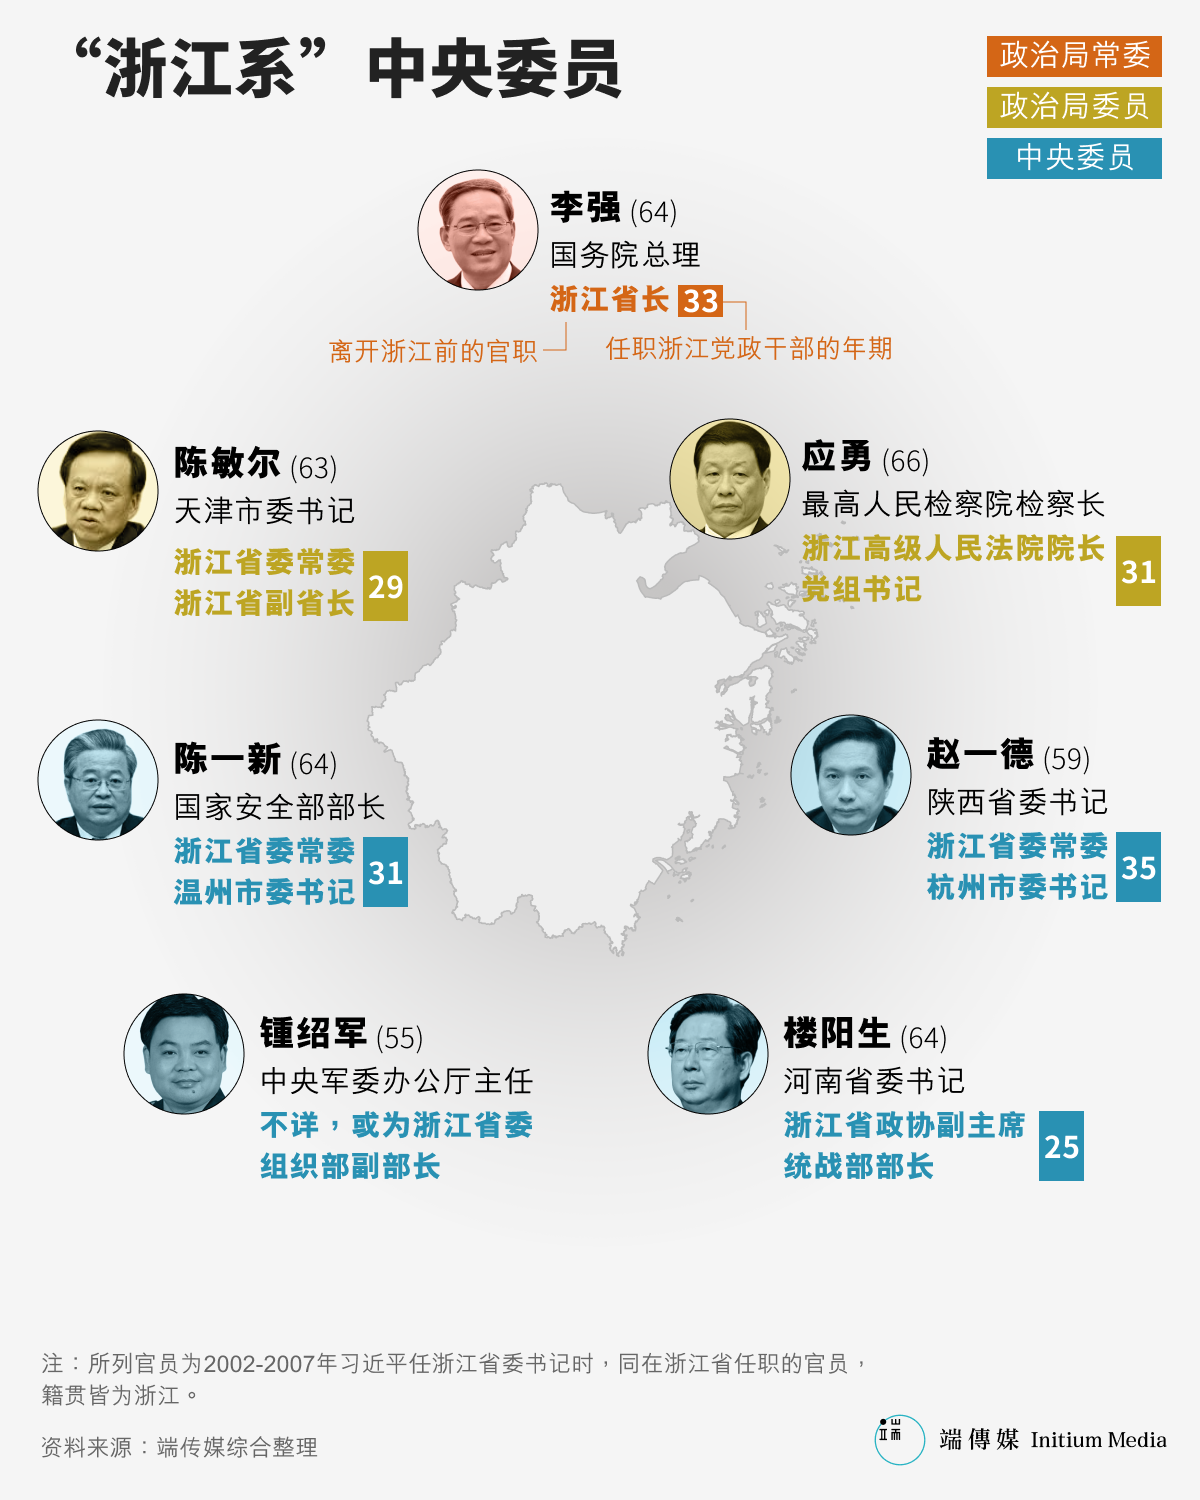 “浙江系” 中央委员
政治局常委
政治局委员
中央委员
李强 (64)
国务院总理
浙江省长 33
离开浙江前的官职
任职浙江党政干部的年期
陈敏尔 (63)
天津市委书记
浙江省委常委
浙江省副省长
29
应勇 (66)
最高人民检察院检察长
浙江高级人民法院院长
党组书记
31
陈一新 (64)
国家安全部部长
浙江省委常委
温州市委书记
31
赵一德 (59)
陕西省委书记
浙江省委常委
杭州市委书记
35
锺绍军 (55)
中央军委办公厅主任
不详，或为浙江省委
组织部副部长
楼阳生 (64)
河南省委书记
浙江省政协副主席
统战部部长
25
注：所列官员为2002-2007年习近平任浙江省委书记时，同在浙江省任职的官员，
籍贯皆为浙江。
资料来源：端传媒综合整理
端
端傳媒 Initium Media